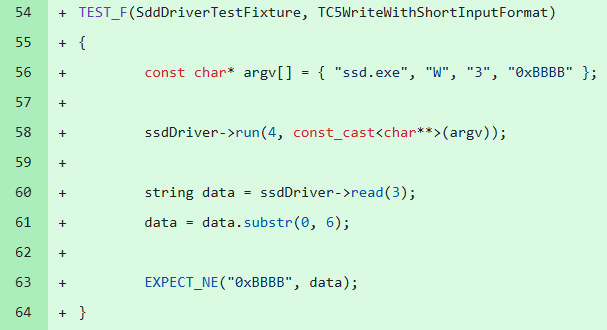 54 + TEST_F(SddDriverTestFixture, TC5WriteWithShortInputFormat)
55 + {
56 + const char* argv[] = { "ssd.exe", "W", "3", "0xBBBB" };
57 +
58 + ssdDriver->run(4, const_cast<char**>(argv));
59 +
60 + string data = ssdDriver->read(3);
61 + data = data.substr(0, 6);
62 +
63 + EXPECT_NE("0xBBBB", data);
64 + }